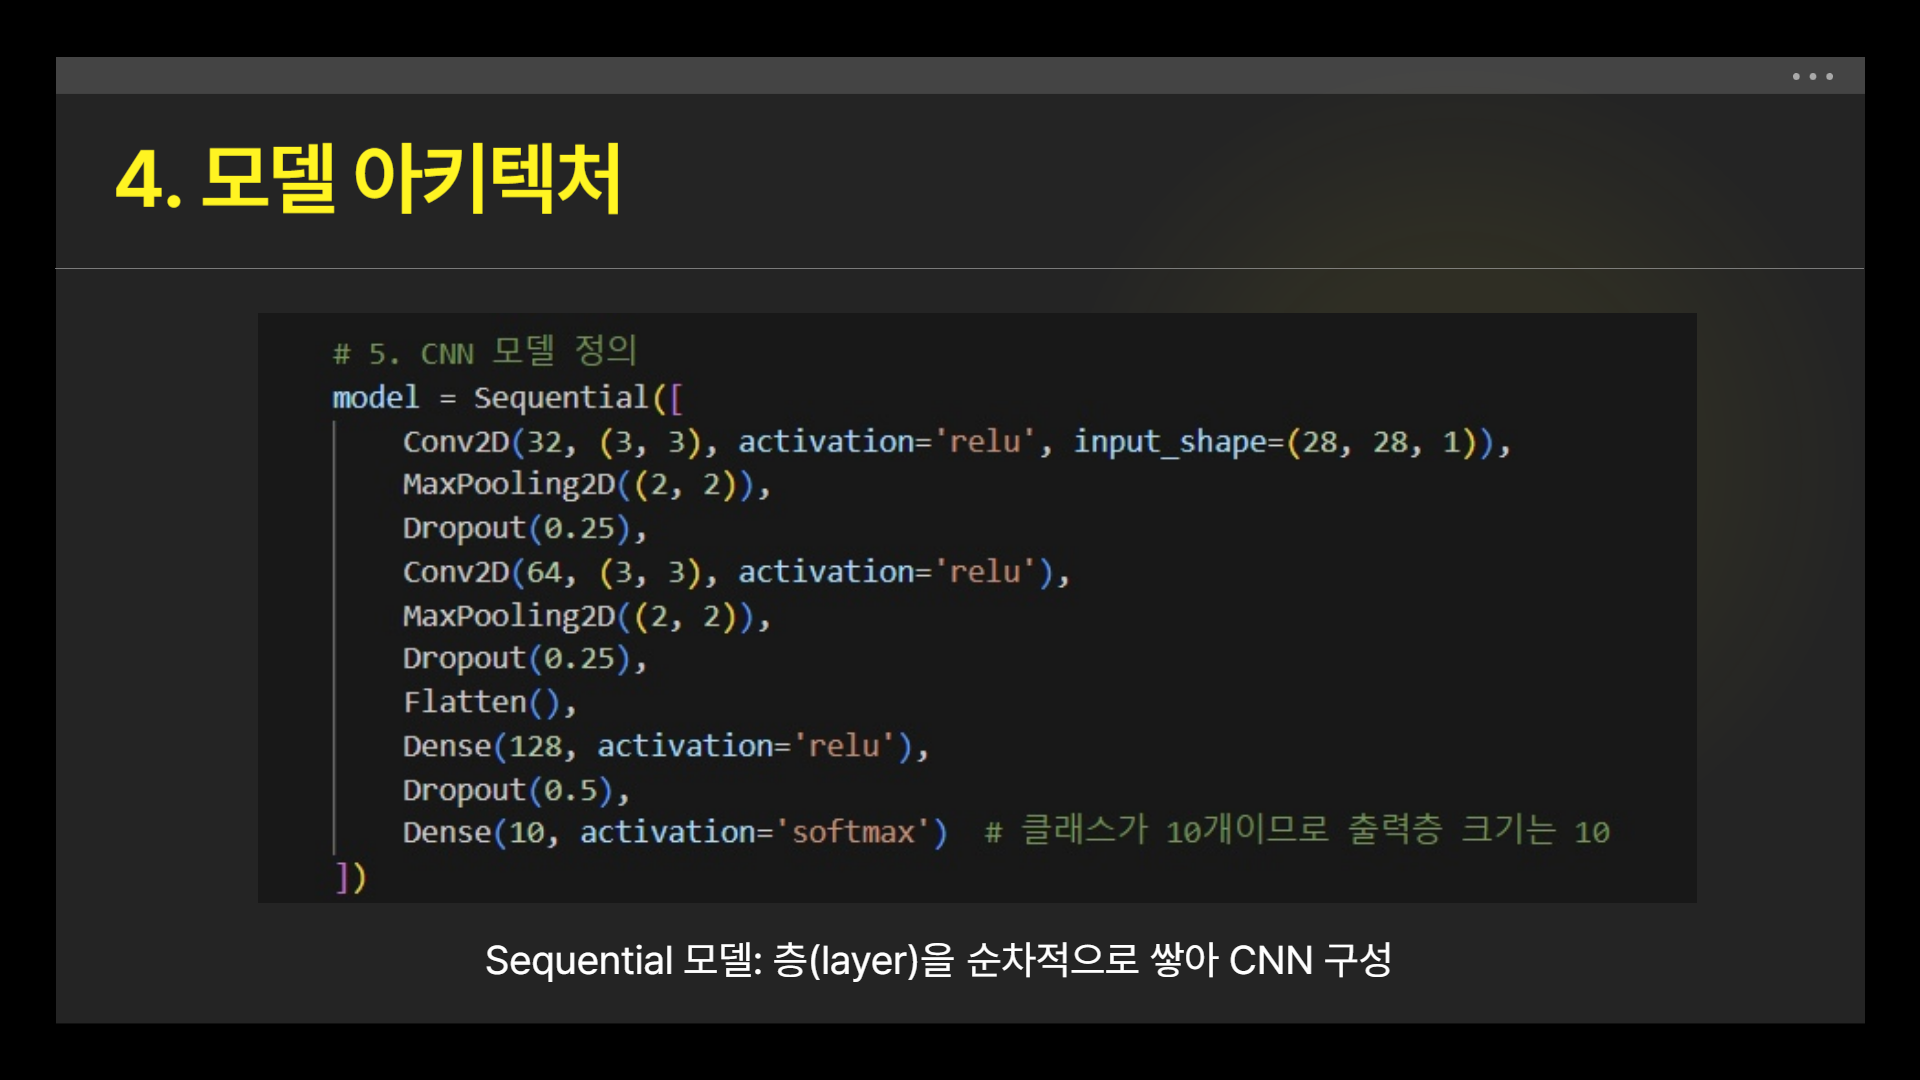 4. 모델 아키텍처
# 5. CNN 모델 정의
model = Sequential([
    Conv2D(32, (3, 3), activation='relu', input_shape=(28, 28, 1)),
    MaxPooling2D((2, 2)),
    Dropout(0.25),
    Conv2D(64, (3, 3), activation='relu'),
    MaxPooling2D((2, 2)),
    Dropout(0.25),
    Flatten(),
    Dense(128, activation='relu'),
    Dropout(0.5),
    Dense(10, activation='softmax')  # 클래스가 10개이므로 출력층 크기는 10
])
Sequential 모델: 층(layer)을 순차적으로 쌓아 CNN 구성